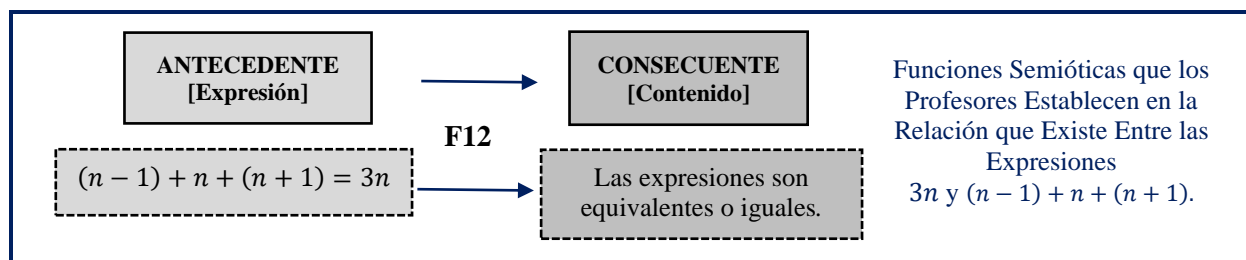 ANTECEDENTE
[Expresión]
CONSECUENTE
[Contenido]
F12
(𝑛 − 1) + 𝑛 + (𝑛 + 1) = 3𝑛
Las expresiones son
equivalentes o iguales.
Funciones Semióticas que los
Profesores Establecen en la
Relación que Existe Entre las
Expresiones
3𝑛 y (𝑛 − 1) + 𝑛 + (𝑛 + 1).